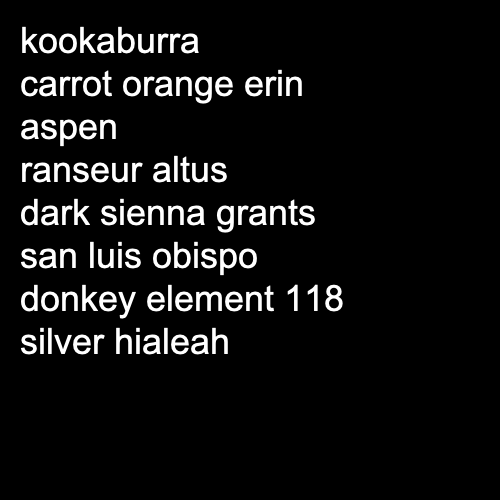 kookaburra
carrot orange erin
aspen
ranseur altus
dark sienna grants
san luis obispo
donkey element 118
silver hialeah